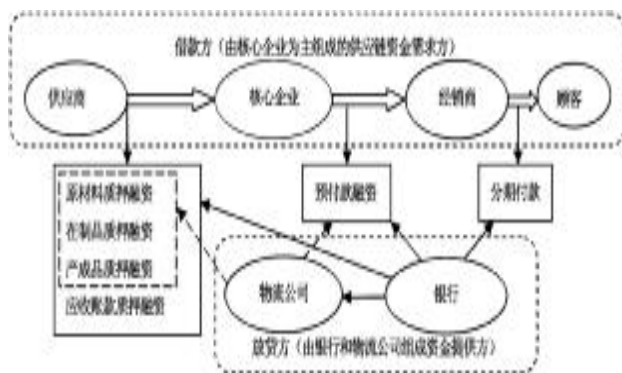 借款方（由核心企业为主组成的供应链资金需求方）
供应商
核心企业
经销商
顾客
原材料质押融资
在制品质押融资
产成品质押融资
应收账款质押融资
预付款融资
分期付款
物流公司
银行
放贷方（由银行和物流公司组成资金提供方）